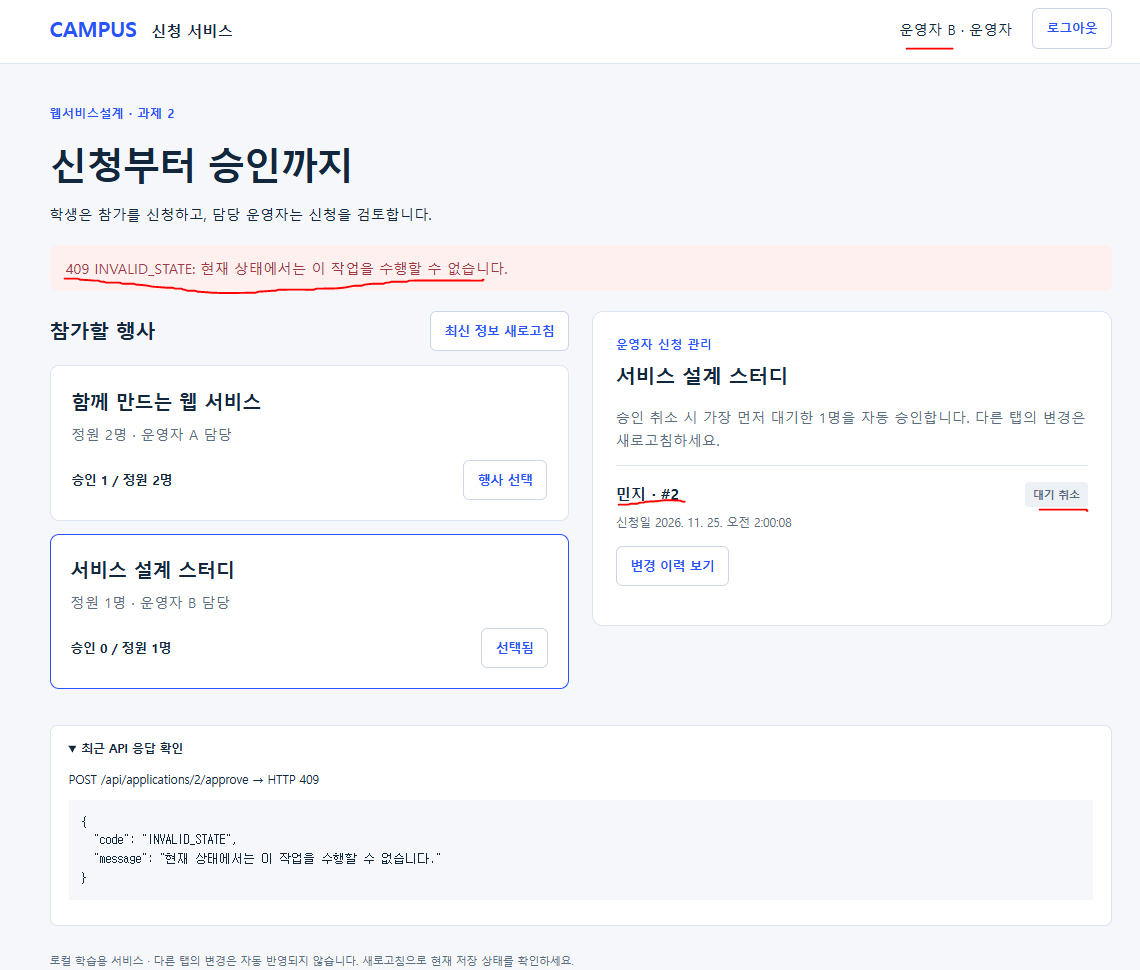 CAMPUS 신청 서비스
운영자 B · 운영자
로그아웃
웹서비스설계 · 과제 2
신청부터 승인까지
학생은 참가를 신청하고, 담당 운영자는 신청을 검토합니다.
409 INVALID_STATE: 현재 상태에서는 이 작업을 수행할 수 없습니다.
참가할 행사
최신 정보 새로고침
함께 만드는 웹 서비스
정원 2명 · 운영자 A 담당
승인 1 / 정원 2명
행사 선택
서비스 설계 스터디
정원 1명 · 운영자 B 담당
승인 0 / 정원 1명
선택됨
운영자 신청 관리
서비스 설계 스터디
승인 취소 시 가장 먼저 대기한 1명을 자동 승인합니다. 다른 탭의 변경은
새로고침하세요.
민지 · #2
대기 취소
신청일 2026. 11. 25. 오전 2:00:08
변경 이력 보기
▼ 최근 API 응답 확인
POST /api/applications/2/approve → HTTP 409
{
"code": "INVALID_STATE",
"message": "현재 상태에서는 이 작업을 수행할 수 없습니다."
}
로컬 학습용 서비스 · 다른 탭의 변경은 자동 반영되지 않습니다. 새로고침으로 현재 저장 상태를 확인하세요.